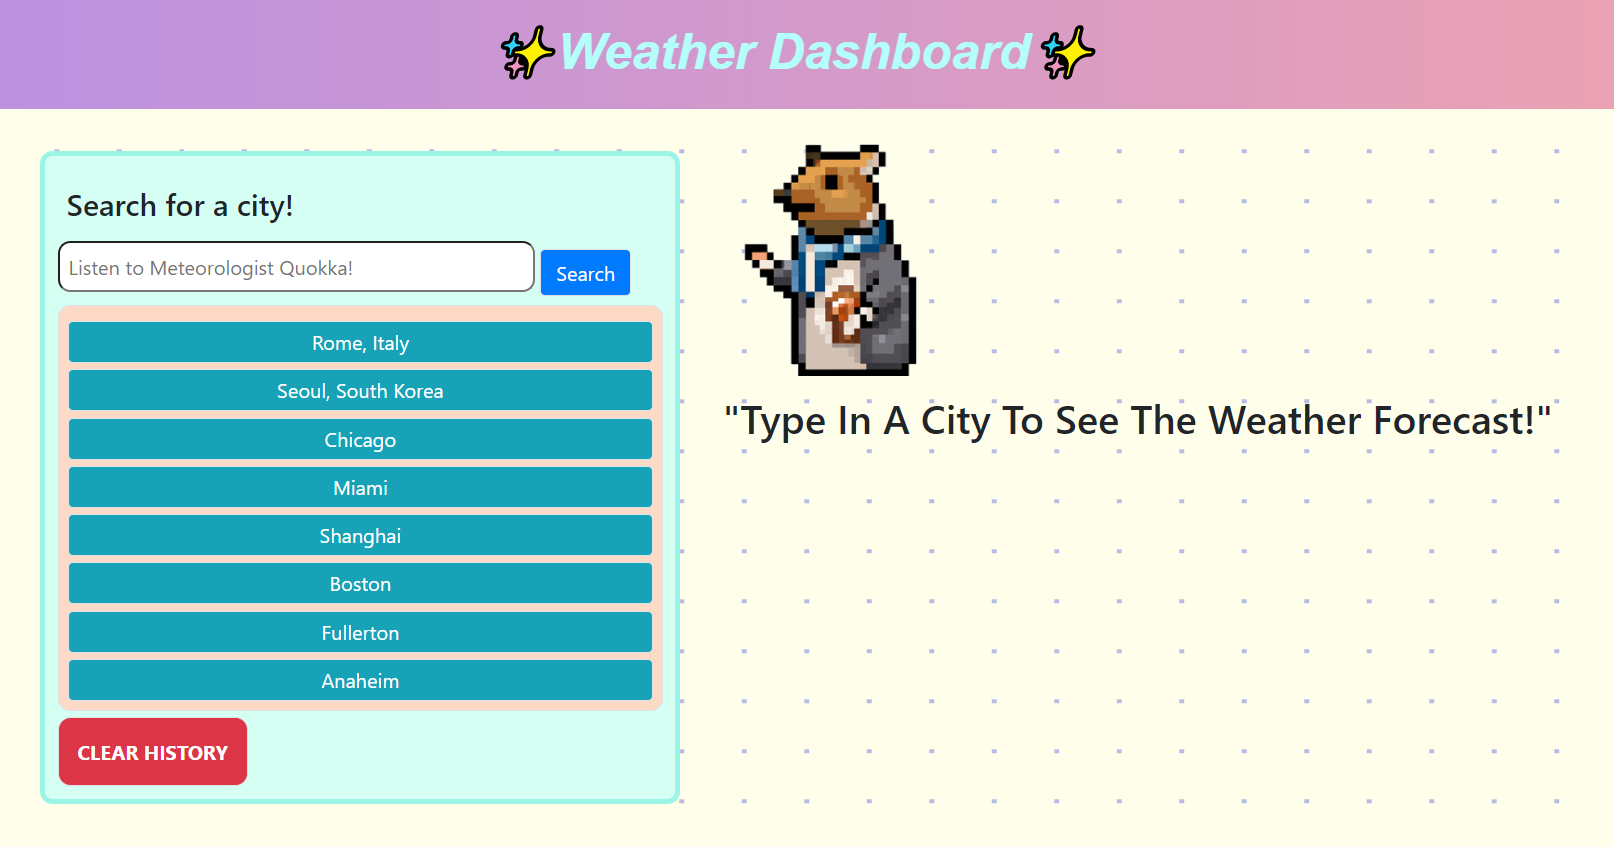 ✨Weather Dashboard✨
Search for a city!
Listen to Meteorologist Quokka!
Search
Rome, Italy
Seoul, South Korea
Chicago
Miami
Shanghai
Boston
Fullerton
Anaheim
CLEAR HISTORY
"Type In A City To See The Weather Forecast!"